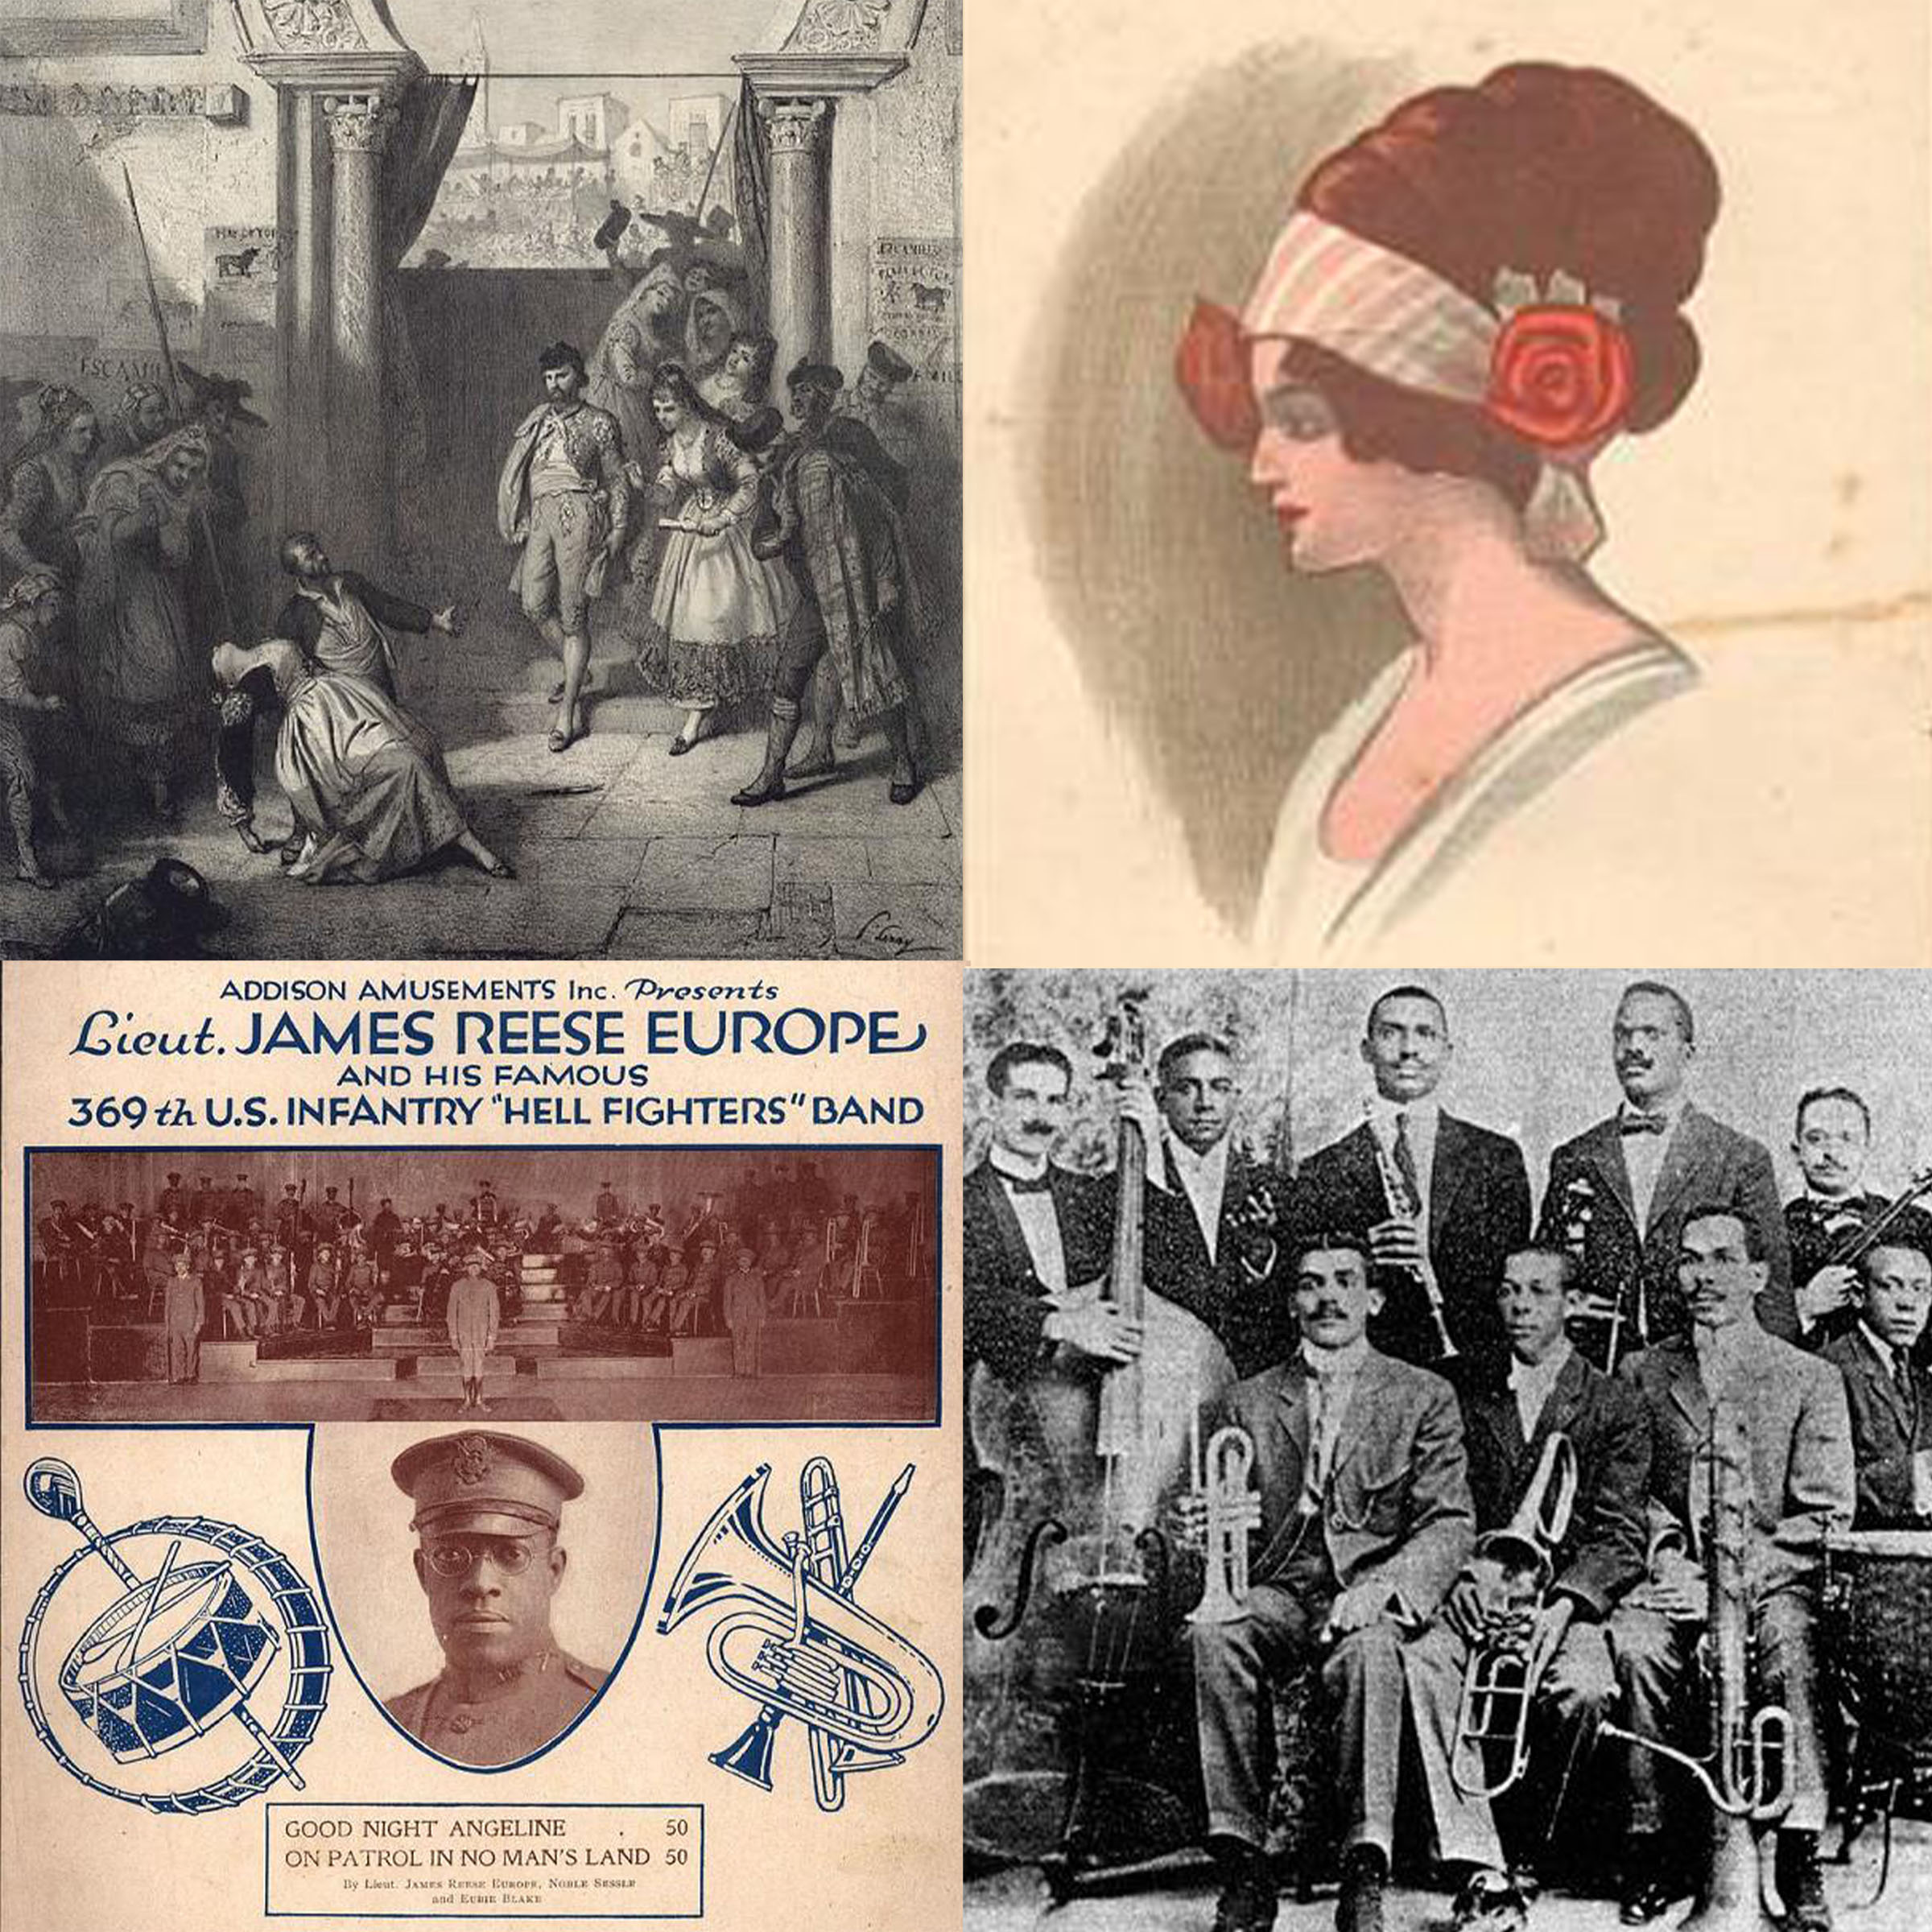 ESCAMILL
ADDISON AMUSEMENTS Inc. Presents
Lieut. JAMES REESE EUROPE
AND HIS FAMOUS
369th U.S. INFANTRY "HELL FIGHTERS" BAND
GOOD NIGHT ANGELINE . 50
ON PATROL IN NO MAN'S LAND 50
By Lieut. JAMES REESE EUROPE, NOBLE SISSLE
and EUBIE BLAKE